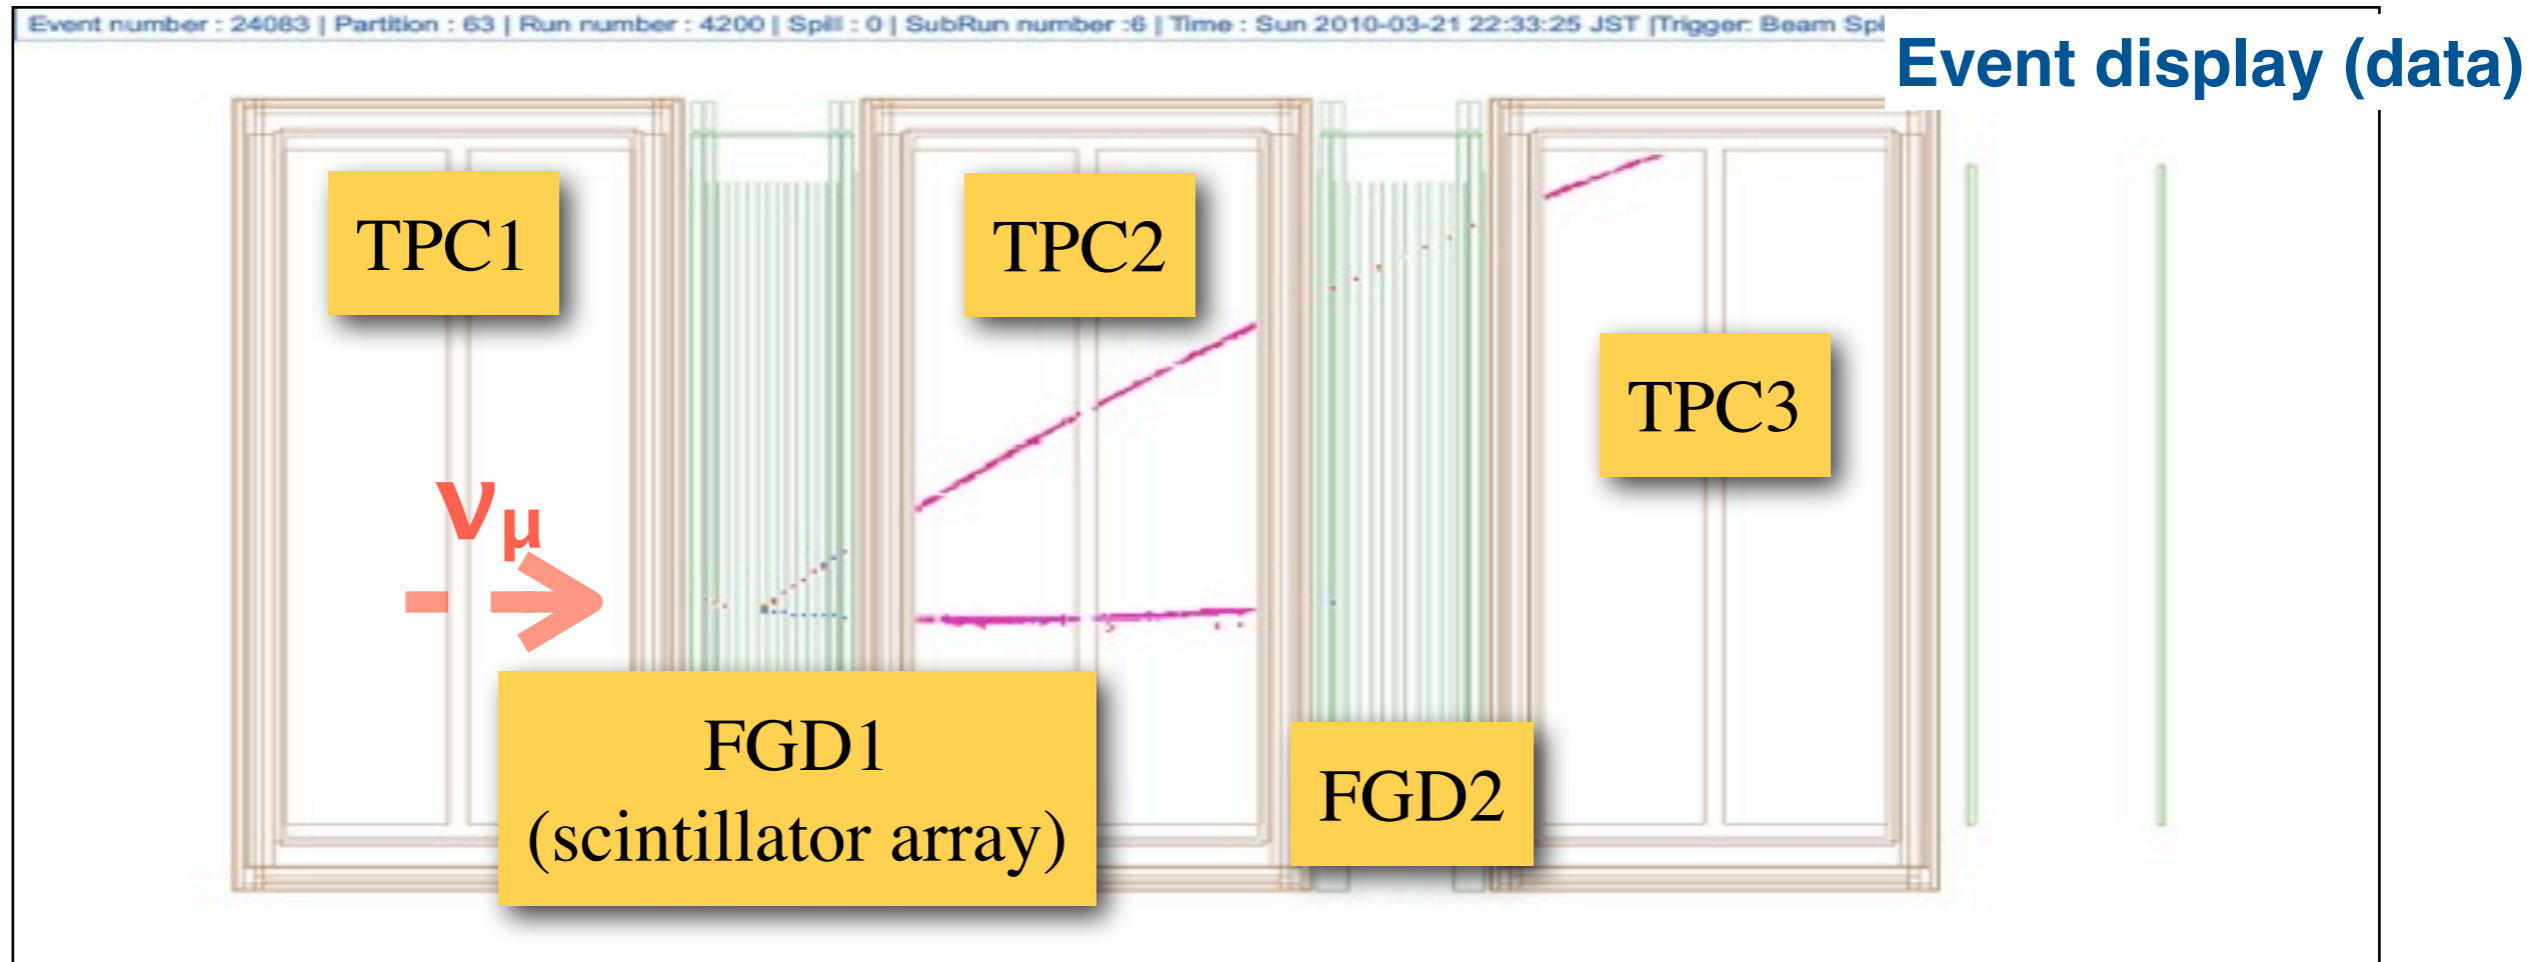 Event number : 24083 | Partition : 63 | Run number : 4200 | Spill : 0 | SubRun number :6 | Time : Sun 2010-03-21 22:33:25 JST |Trigger: Beam Spi
Event display (data)
TPC1
TPC2
TPC3
νμ
FGD1
(scintillator array)
FGD2